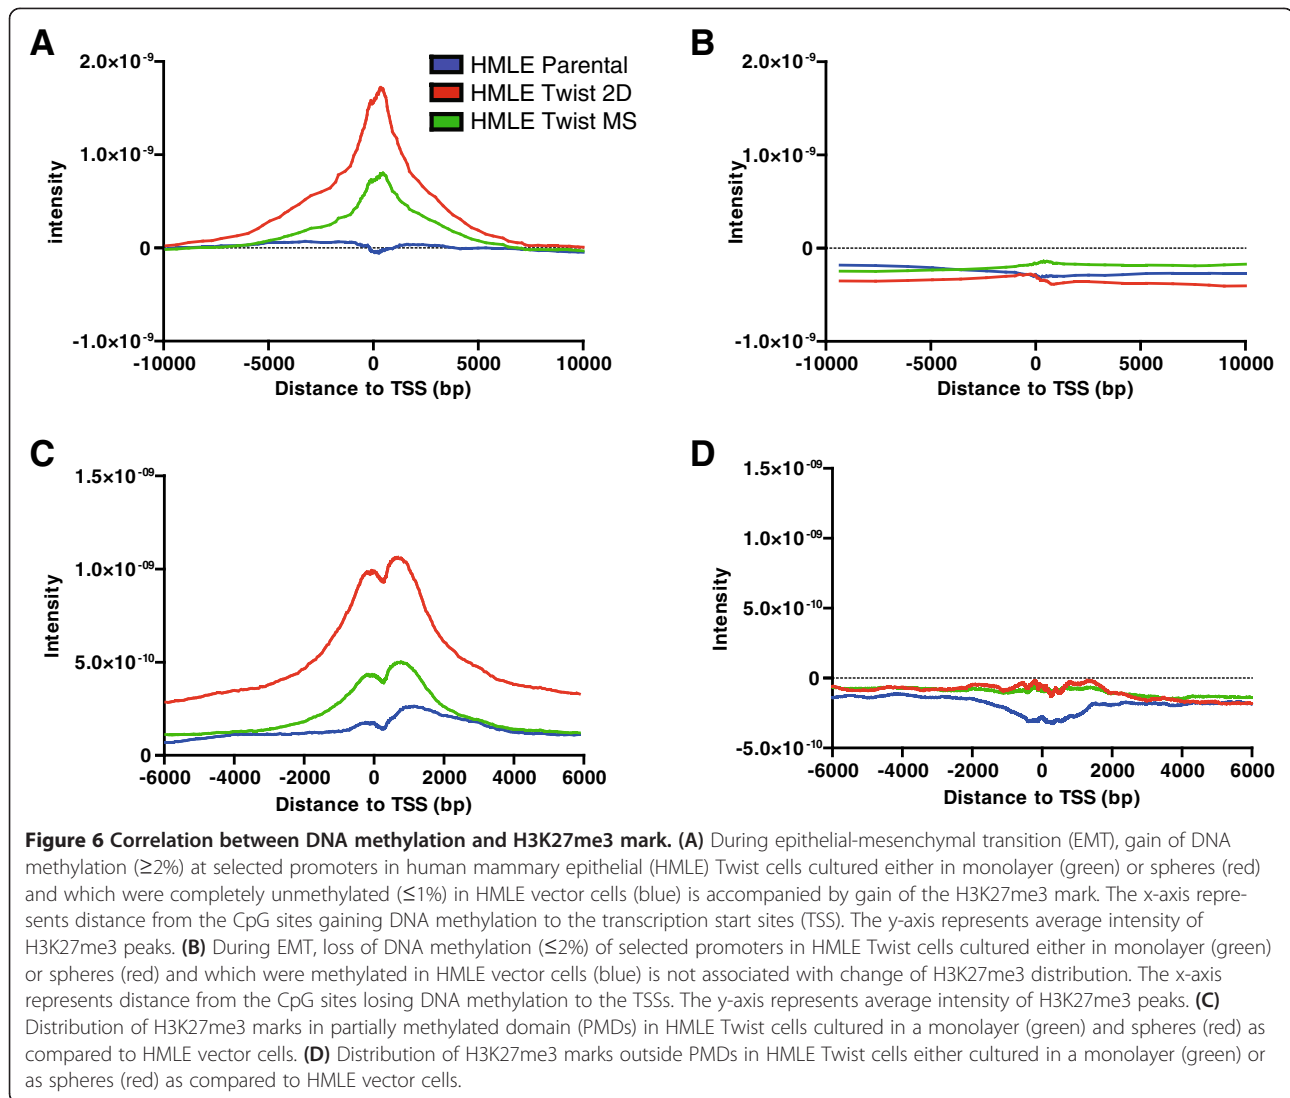 A
2.0×10⁻⁹
1.0×10⁻⁹
0
-1.0×10⁻⁹
intensity
-10000 -5000 0 5000 10000
Distance to TSS (bp)
HMLE Parental
HMLE Twist 2D
HMLE Twist MS
B
2.0×10⁻⁹
1.0×10⁻⁹
0
-1.0×10⁻⁹
Intensity
-10000 -5000 0 5000 10000
Distance to TSS (bp)
C
1.5×10⁻⁰⁹
1.0×10⁻⁰⁹
5.0×10⁻¹⁰
0
Intensity
-6000 -4000 -2000 0 2000 4000 6000
Distance to TSS (bp)
D
1.5×10⁻⁰⁹
1.0×10⁻⁰⁹
5.0×10⁻¹⁰
0
-5.0×10⁻¹⁰
Intensity
-6000 -4000 -2000 0 2000 4000 6000
Distance to TSS (bp)
Figure 6 Correlation between DNA methylation and H3K27me3 mark. (A) During epithelial-mesenchymal transition (EMT), gain of DNA
methylation (≥2%) at selected promoters in human mammary epithelial (HMLE) Twist cells cultured either in monolayer (green) or spheres (red)
and which were completely unmethylated (≤1%) in HMLE vector cells (blue) is accompanied by gain of the H3K27me3 mark. The x-axis repre-
sents distance from the CpG sites gaining DNA methylation to the transcription start sites (TSS). The y-axis represents average intensity of
H3K27me3 peaks. (B) During EMT, loss of DNA methylation (≤2%) of selected promoters in HMLE Twist cells cultured either in monolayer (green)
or spheres (red) and which were methylated in HMLE vector cells (blue) is not associated with change of H3K27me3 distribution. The x-axis
represents distance from the CpG sites losing DNA methylation to the TSSs. The y-axis represents average intensity of H3K27me3 peaks. (C)
Distribution of H3K27me3 marks in partially methylated domain (PMDs) in HMLE Twist cells cultured in a monolayer (green) and spheres (red) as
compared to HMLE vector cells. (D) Distribution of H3K27me3 marks outside PMDs in HMLE Twist cells either cultured in a monolayer (green) or
as spheres (red) as compared to HMLE vector cells.